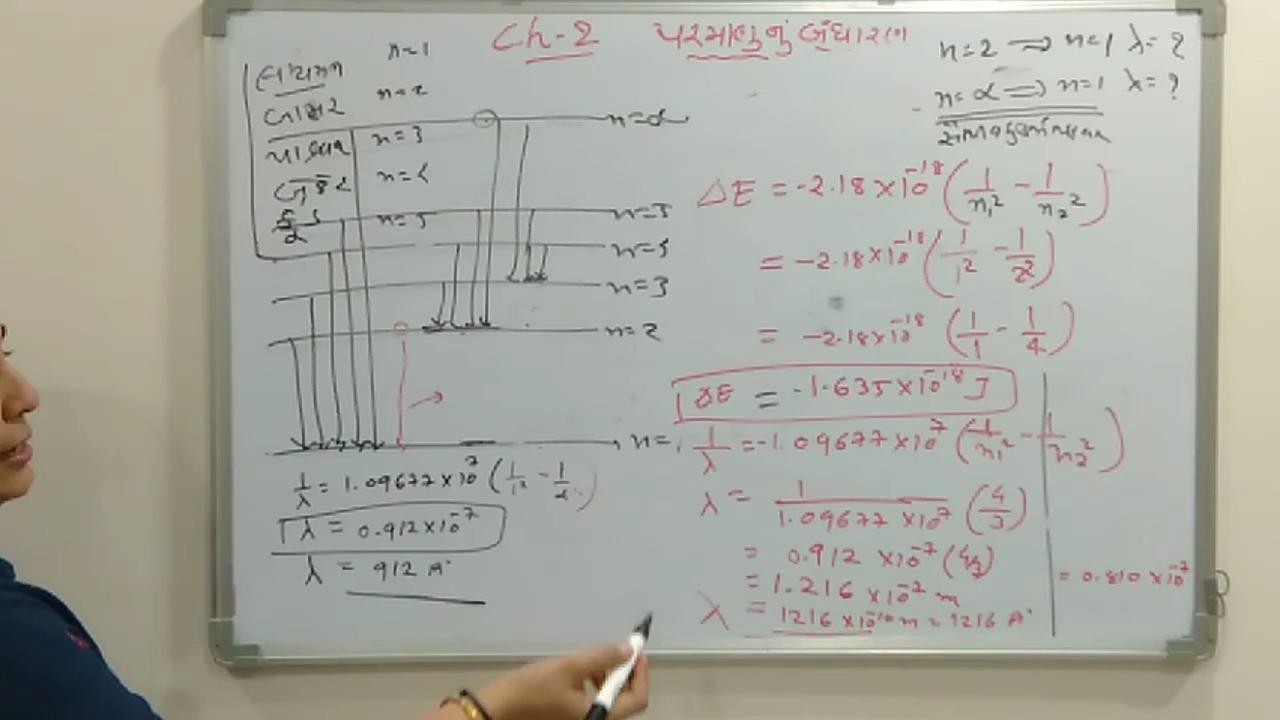 Ch-2 પરમાણુનું બંધારણ
n=1
n=2
n=3
n=4
n=5
લાયમન
બામર
પાશ્ચન
બ્રેકેટ
ફંડ
n=2 ⇒ n=1 λ=?
n=α ⇒ n=1 λ=?
n=α
n=3
n=2
n=1
ΔE = -2.18×10⁻¹⁸ (1/n₁² - 1/n₂²)
= -2.18×10⁻¹⁸ (1/1² - 1/2²)
= -2.18×10⁻¹⁸ (1/1 - 1/4)
ΔE = -1.635×10⁻¹⁸ J
1/λ = -1.09677×10⁷ (1/n₁² - 1/n₂²)
λ = 1/1.09677×10⁷ (4/3)
= 0.912×10⁻⁷ (4/3)
= 1.216×10⁻⁷ m
λ = 1216×10⁻¹⁰ m = 1216 A°
= 0.810×10⁻⁷
1/λ = 1.09677×10⁷ (1/1² - 1/α)
λ = 0.912×10⁻⁷
λ = 912 A°